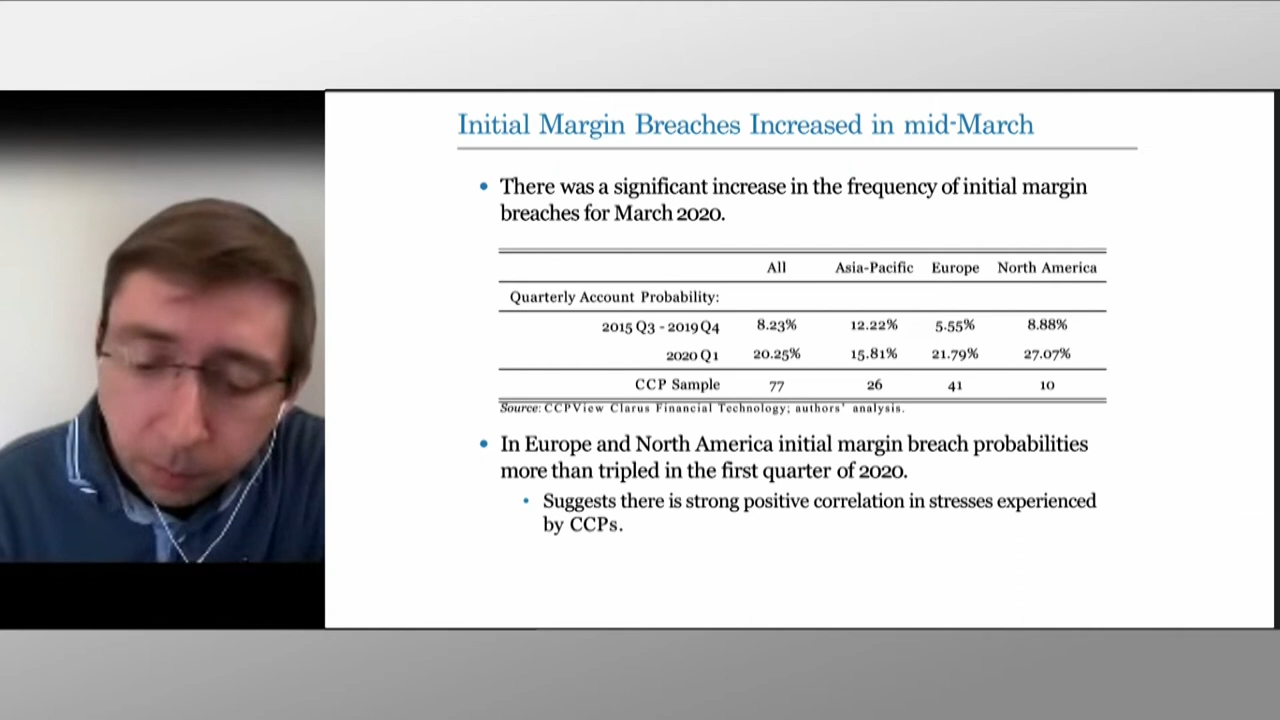 Initial Margin Breaches Increased in mid-March
• There was a significant increase in the frequency of initial margin
breaches for March 2020.
All Asia-Pacific Europe North America
Quarterly Account Probability:
2015 Q3 - 2019 Q4 8.23% 12.22% 5.55% 8.88%
2020 Q1 20.25% 15.81% 21.79% 27.07%
CCP Sample 77 26 41 10
Source: CCPView Clarus Financial Technology; authors' analysis.
• In Europe and North America initial margin breach probabilities
more than tripled in the first quarter of 2020.
• Suggests there is strong positive correlation in stresses experienced
by CCPs.